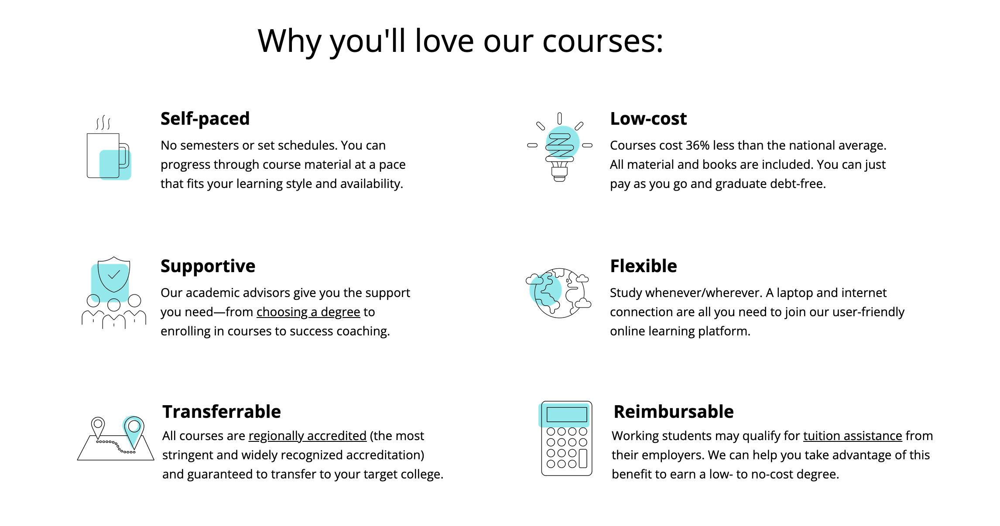 Why you'll love our courses:
Self-paced
No semesters or set schedules. You can
progress through course material at a pace
that fits your learning style and availability.
Low-cost
Courses cost 36% less than the national average.
All material and books are included. You can just
pay as you go and graduate debt-free.
Supportive
Our academic advisors give you the support
you need—from choosing a degree to
enrolling in courses to success coaching.
Flexible
Study whenever/wherever. A laptop and internet
connection are all you need to join our user-friendly
online learning platform.
Transferrable
All courses are regionally accredited (the most
stringent and widely recognized accreditation)
and guaranteed to transfer to your target college.
Reimbursable
Working students may qualify for tuition assistance from
their employers. We can help you take advantage of this
benefit to earn a low- to no-cost degree.